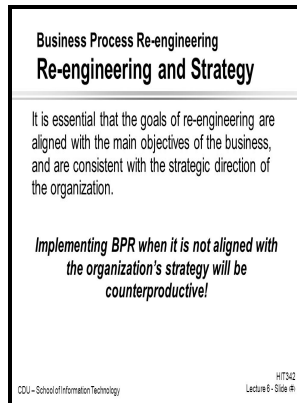 Business Process Re-engineering
Re-engineering and Strategy
It is essential that the goals of re-engineering are
aligned with the main objectives of the business,
and are consistent with the strategic direction of
the organization.
Implementing BPR when it is not aligned with
the organization's strategy will be
counterproductive!
HIT342
CDU – School of Information Technology
Lecture 6 - Slide (#)